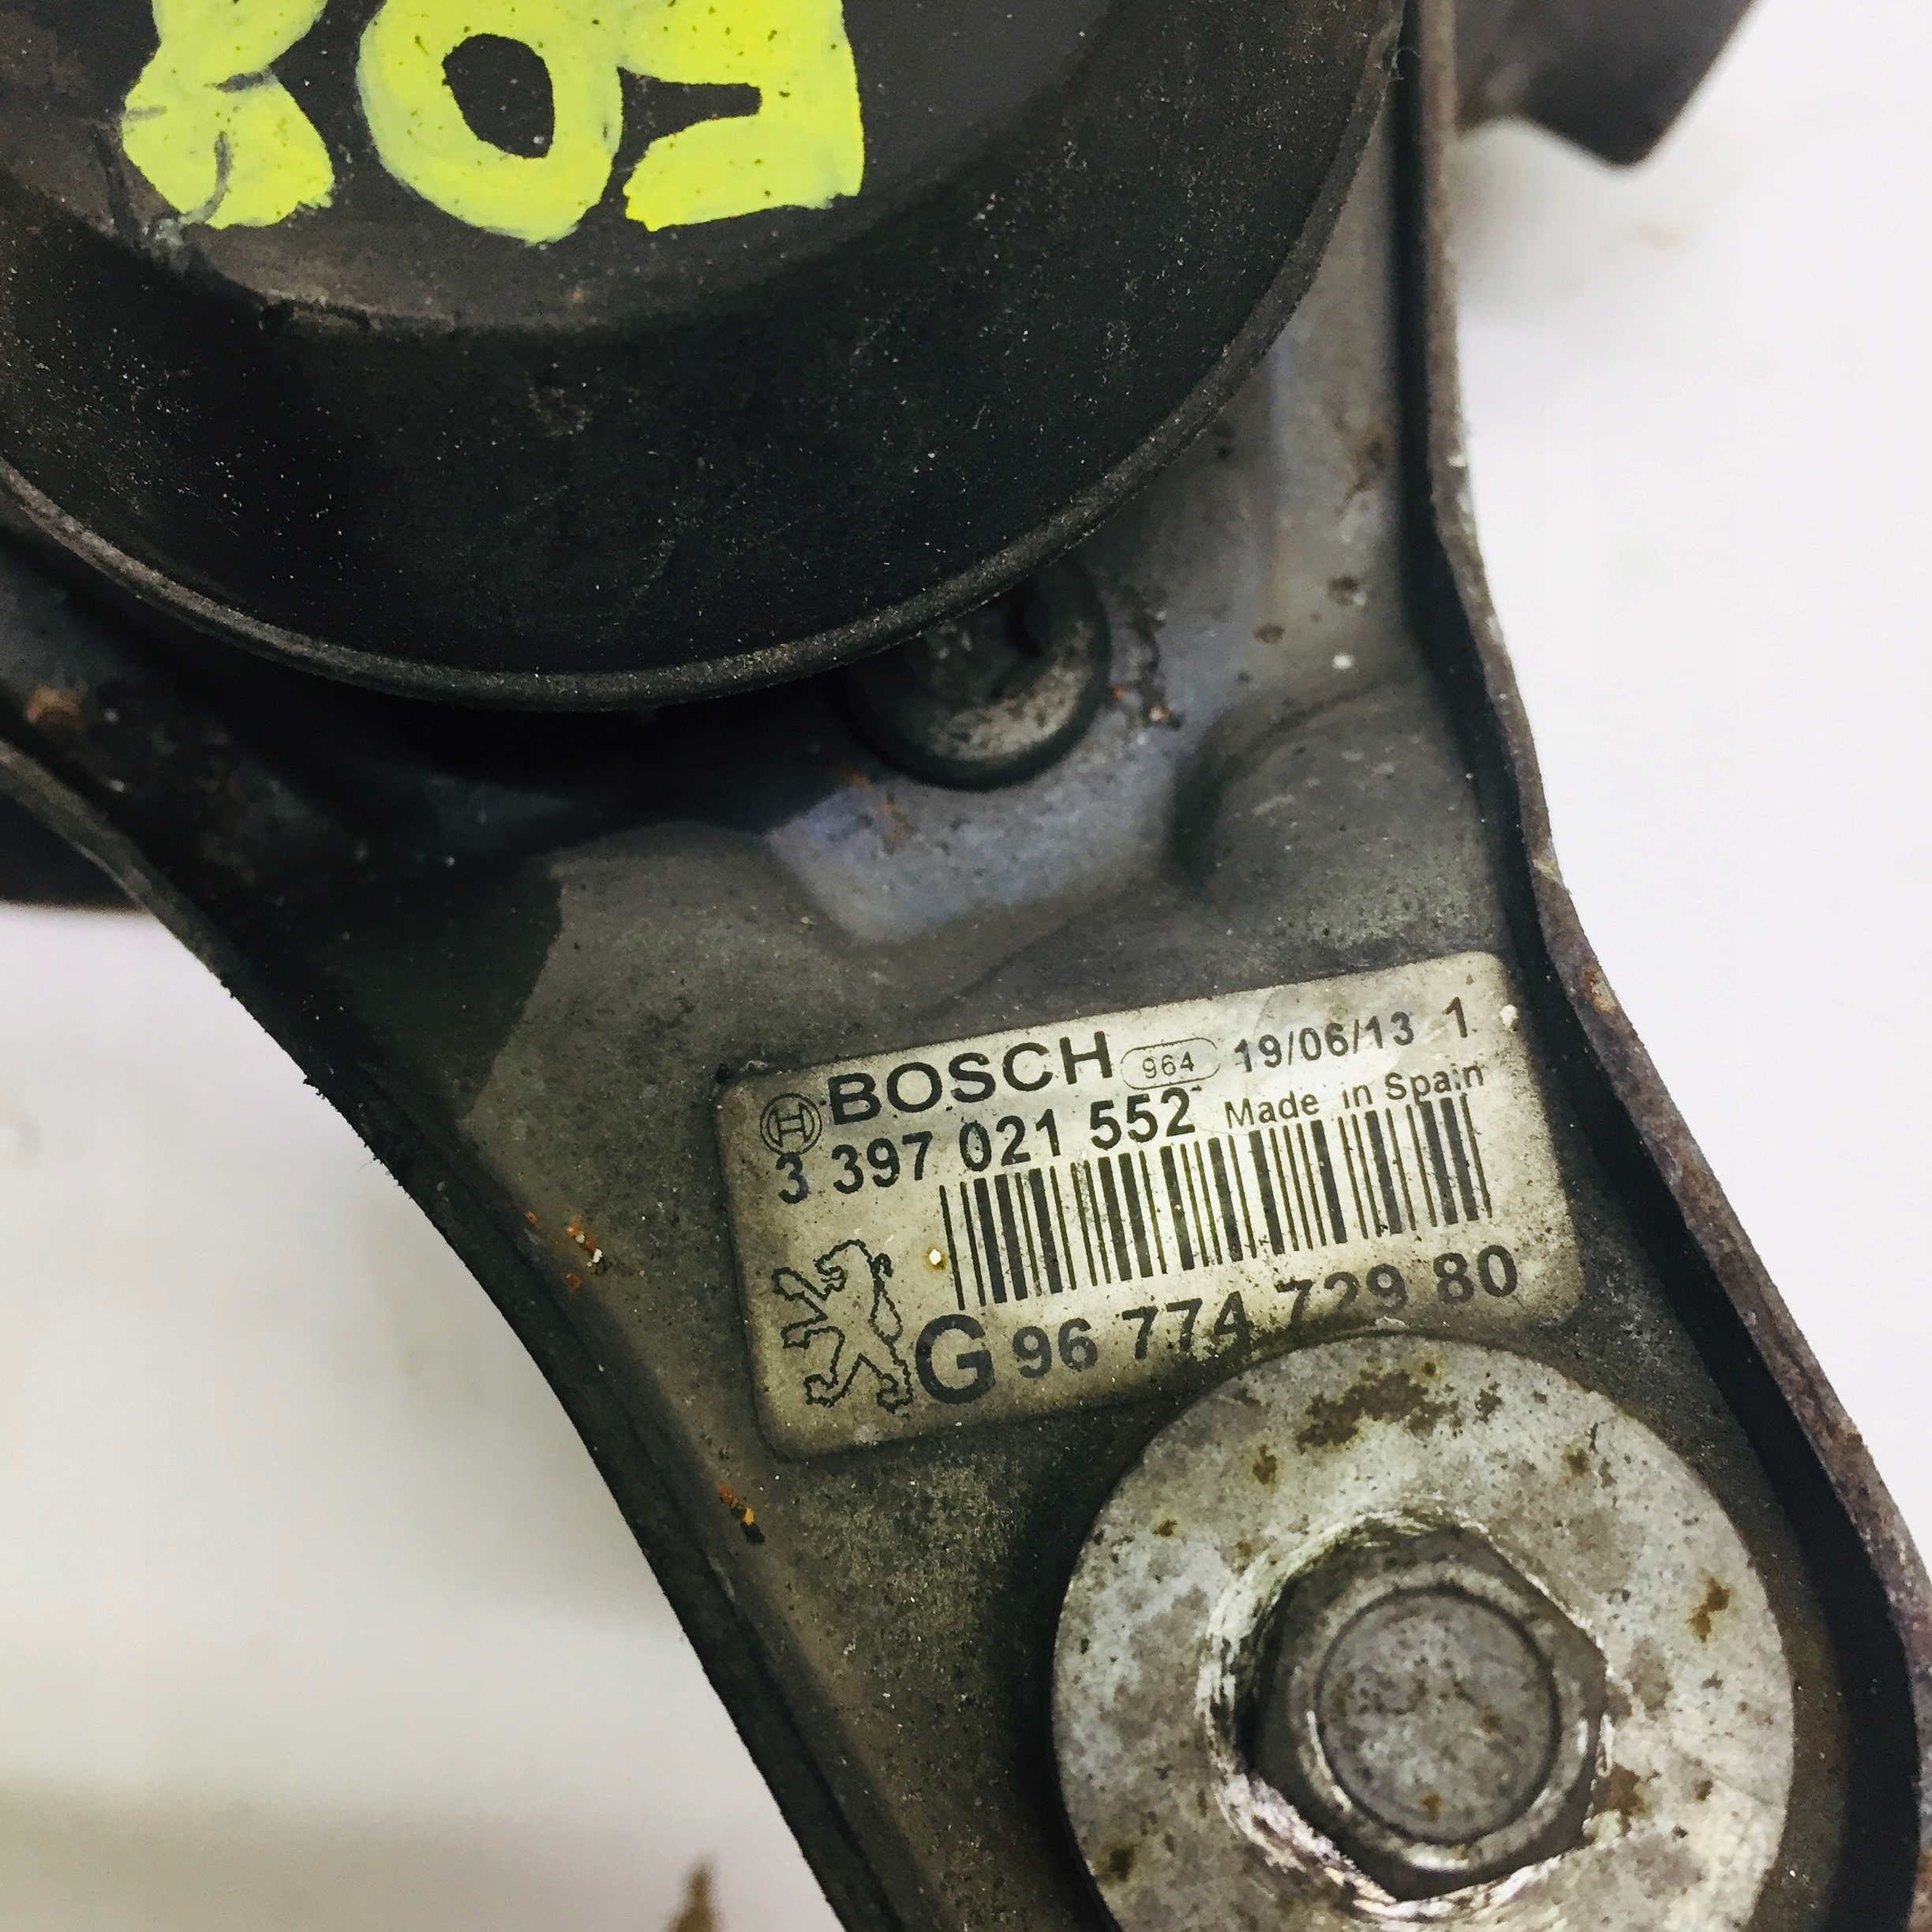 BOSCH 964 19/06/13 1
3 397 021 552 Made in Spain
G 96 774 729 80